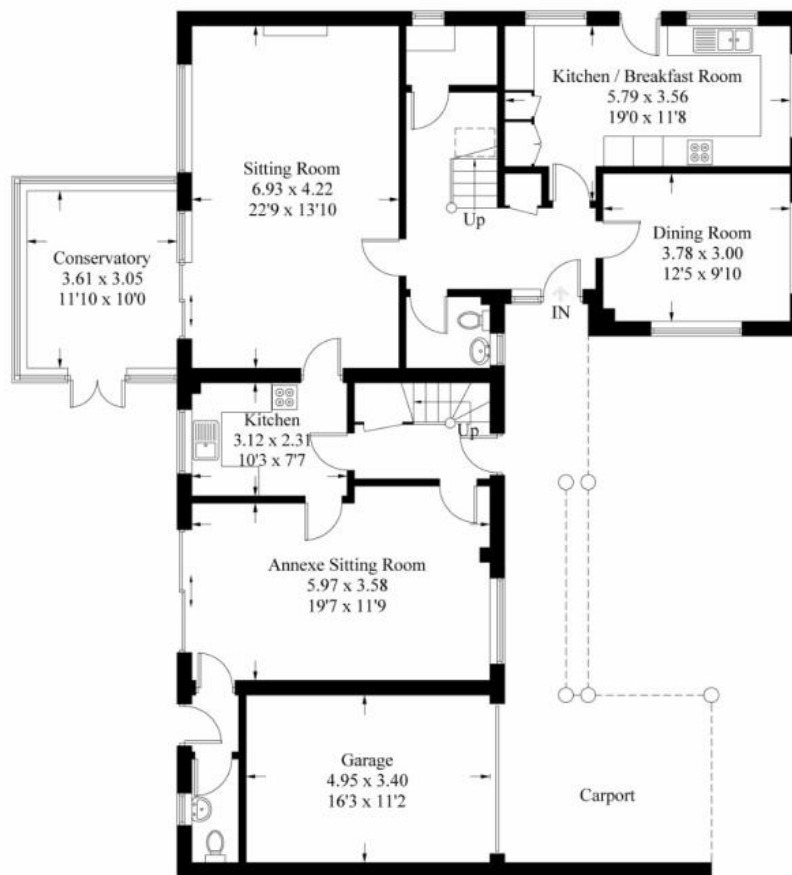 Kitchen / Breakfast Room
5.79 x 3.56
19'0 x 11'8
Sitting Room
6.93 x 4.22
22'9 x 13'10
Up
Dining Room
3.78 x 3.00
12'5 x 9'10
Conservatory
3.61 x 3.05
11'10 x 10'0
IN
Kitchen
3.12 x 2.31
10'3 x 7'7
Up
Annexe Sitting Room
5.97 x 3.58
19'7 x 11'9
Garage
4.95 x 3.40
16'3 x 11'2
Carport